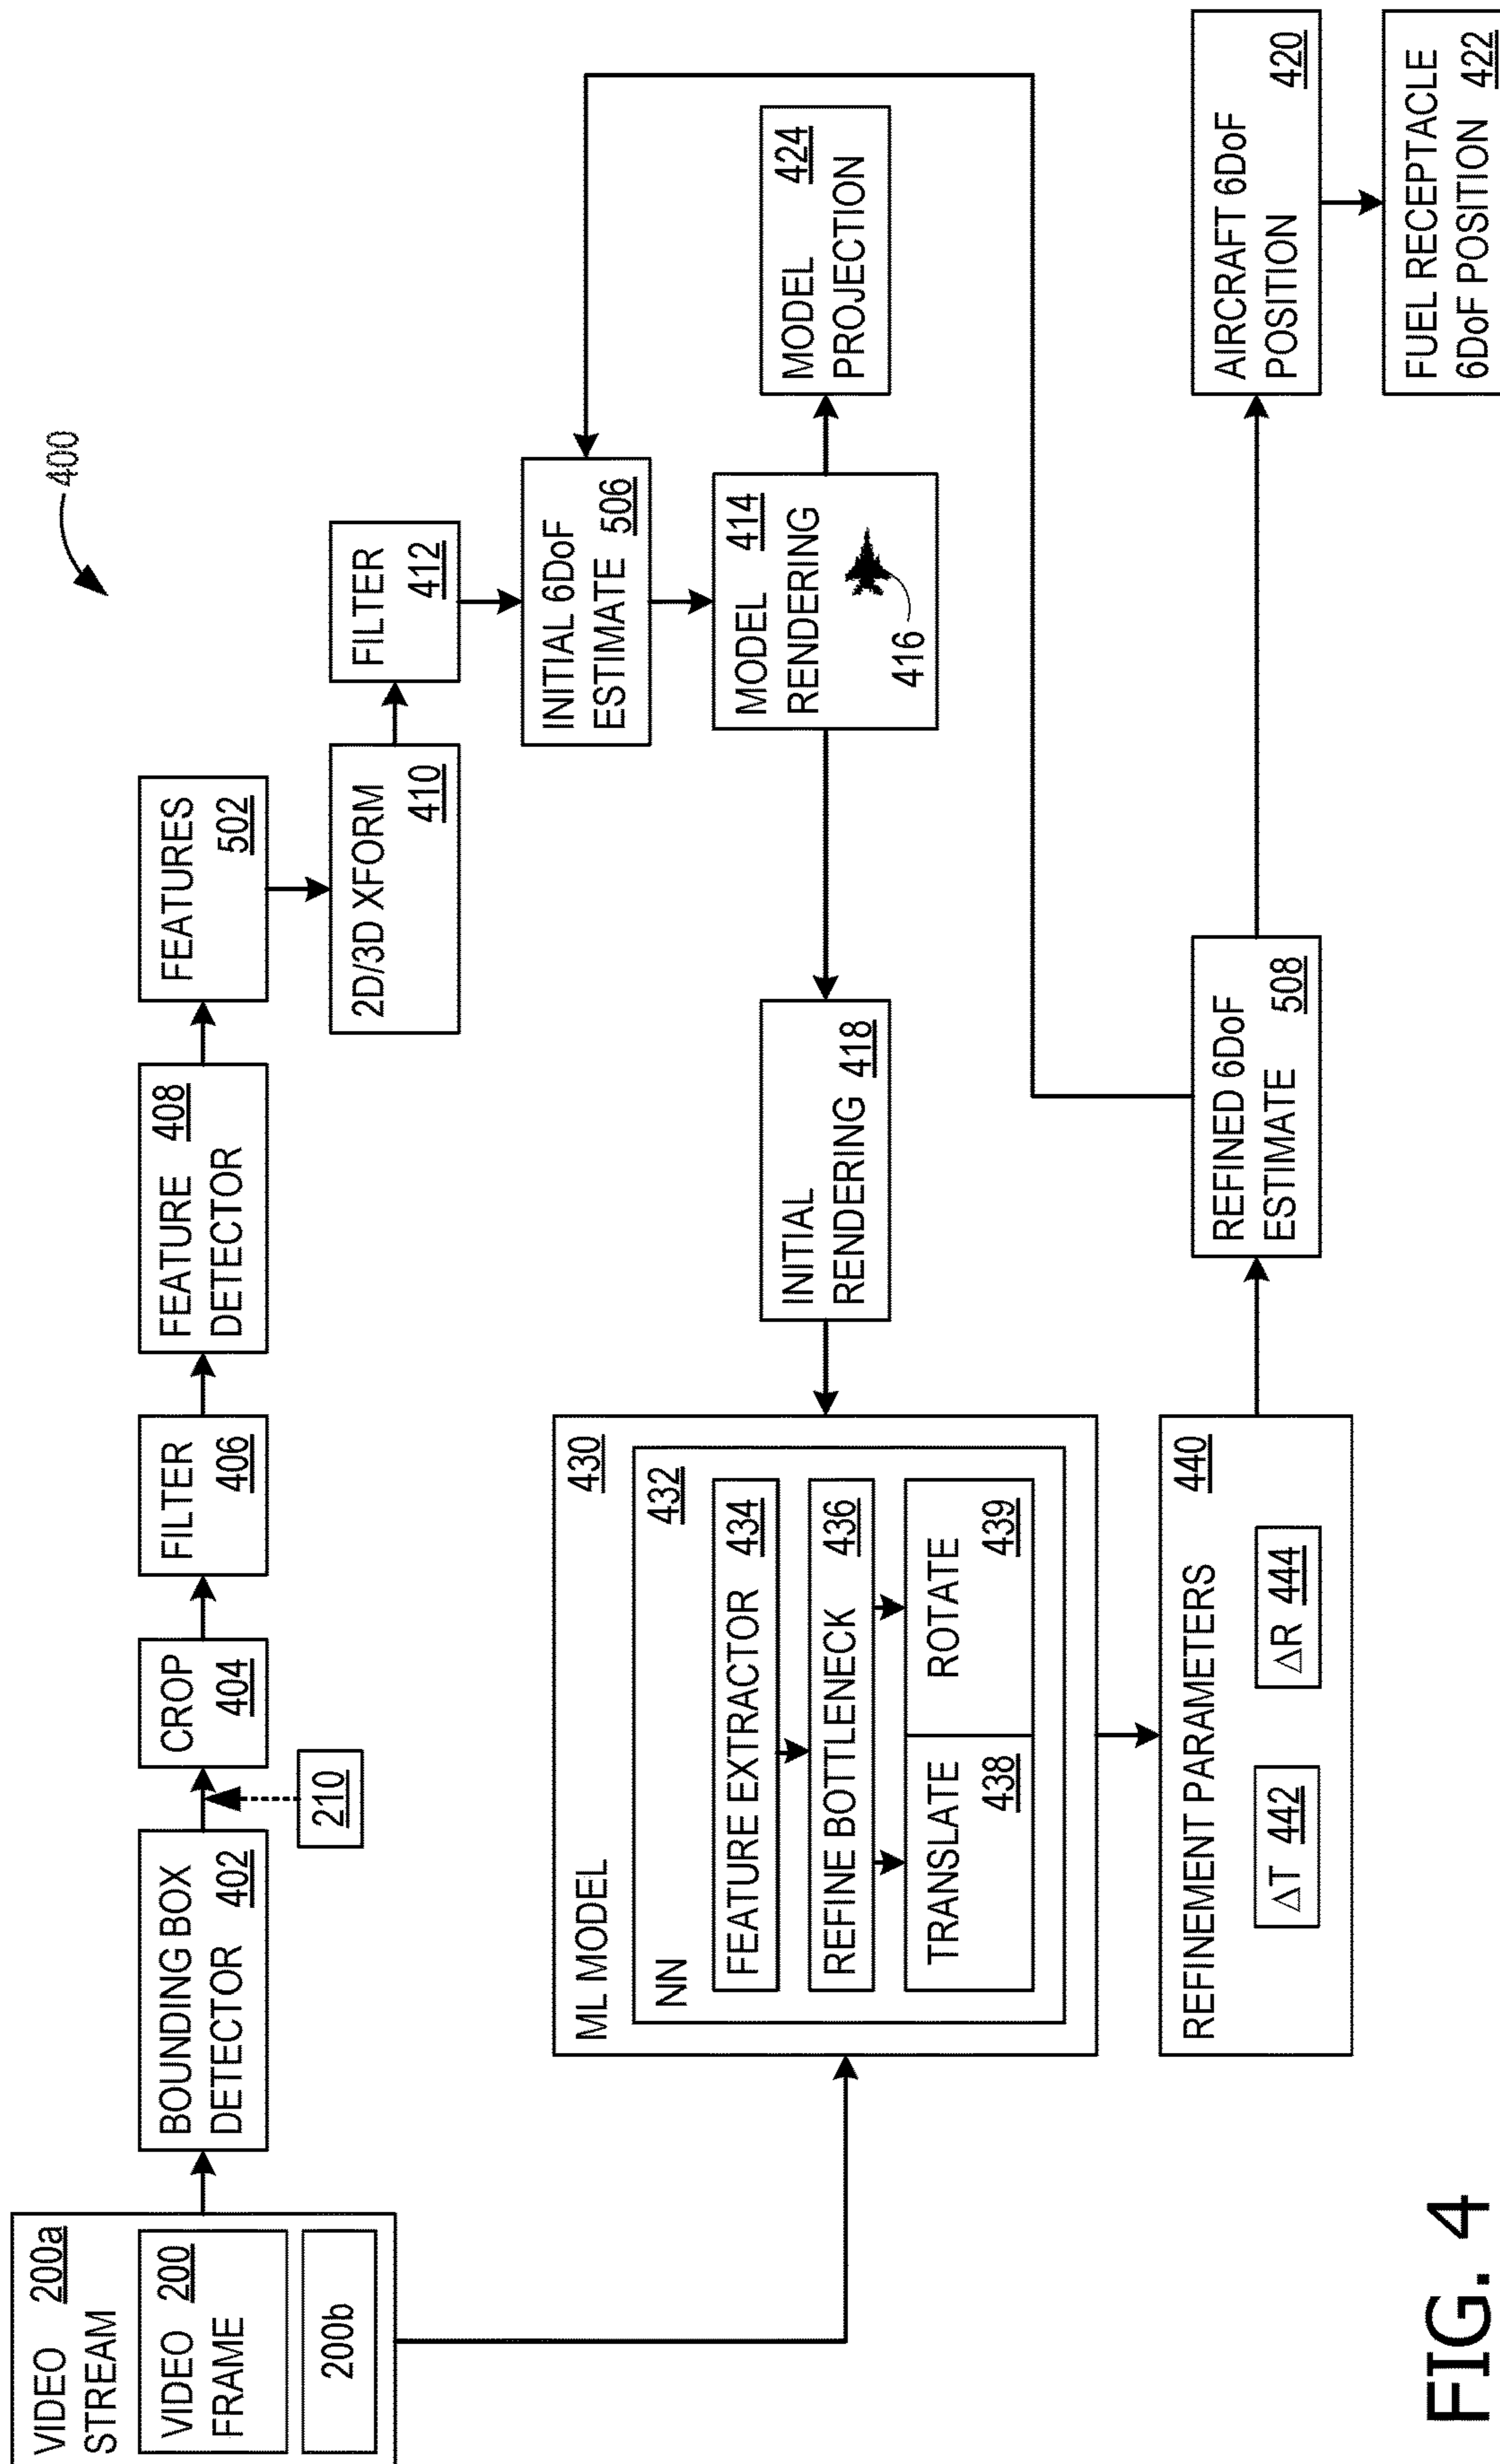 400
VIDEO 200a
STREAM
VIDEO 200
FRAME
200b
BOUNDING BOX
DETECTOR 402
210
CROP
404
FILTER
406
FEATURE 408
DETECTOR
FEATURES
502
2D/3D XFORM
410
FILTER
412
INITIAL 6DoF
ESTIMATE 506
MODEL 414
RENDERING
416
MODEL 424
PROJECTION
INITIAL
RENDERING 418
ML MODEL 430
NN 432
FEATURE EXTRACTOR 434
REFINE BOTTLENECK 436
TRANSLATE
438
ROTATE
439
REFINEMENT PARAMETERS 440
ΔT 442
ΔR 444
REFINED 6DoF
ESTIMATE 508
AIRCRAFT 6DoF
POSITION 420
FUEL RECEPTACLE
6DoF POSITION 422
FIG. 4